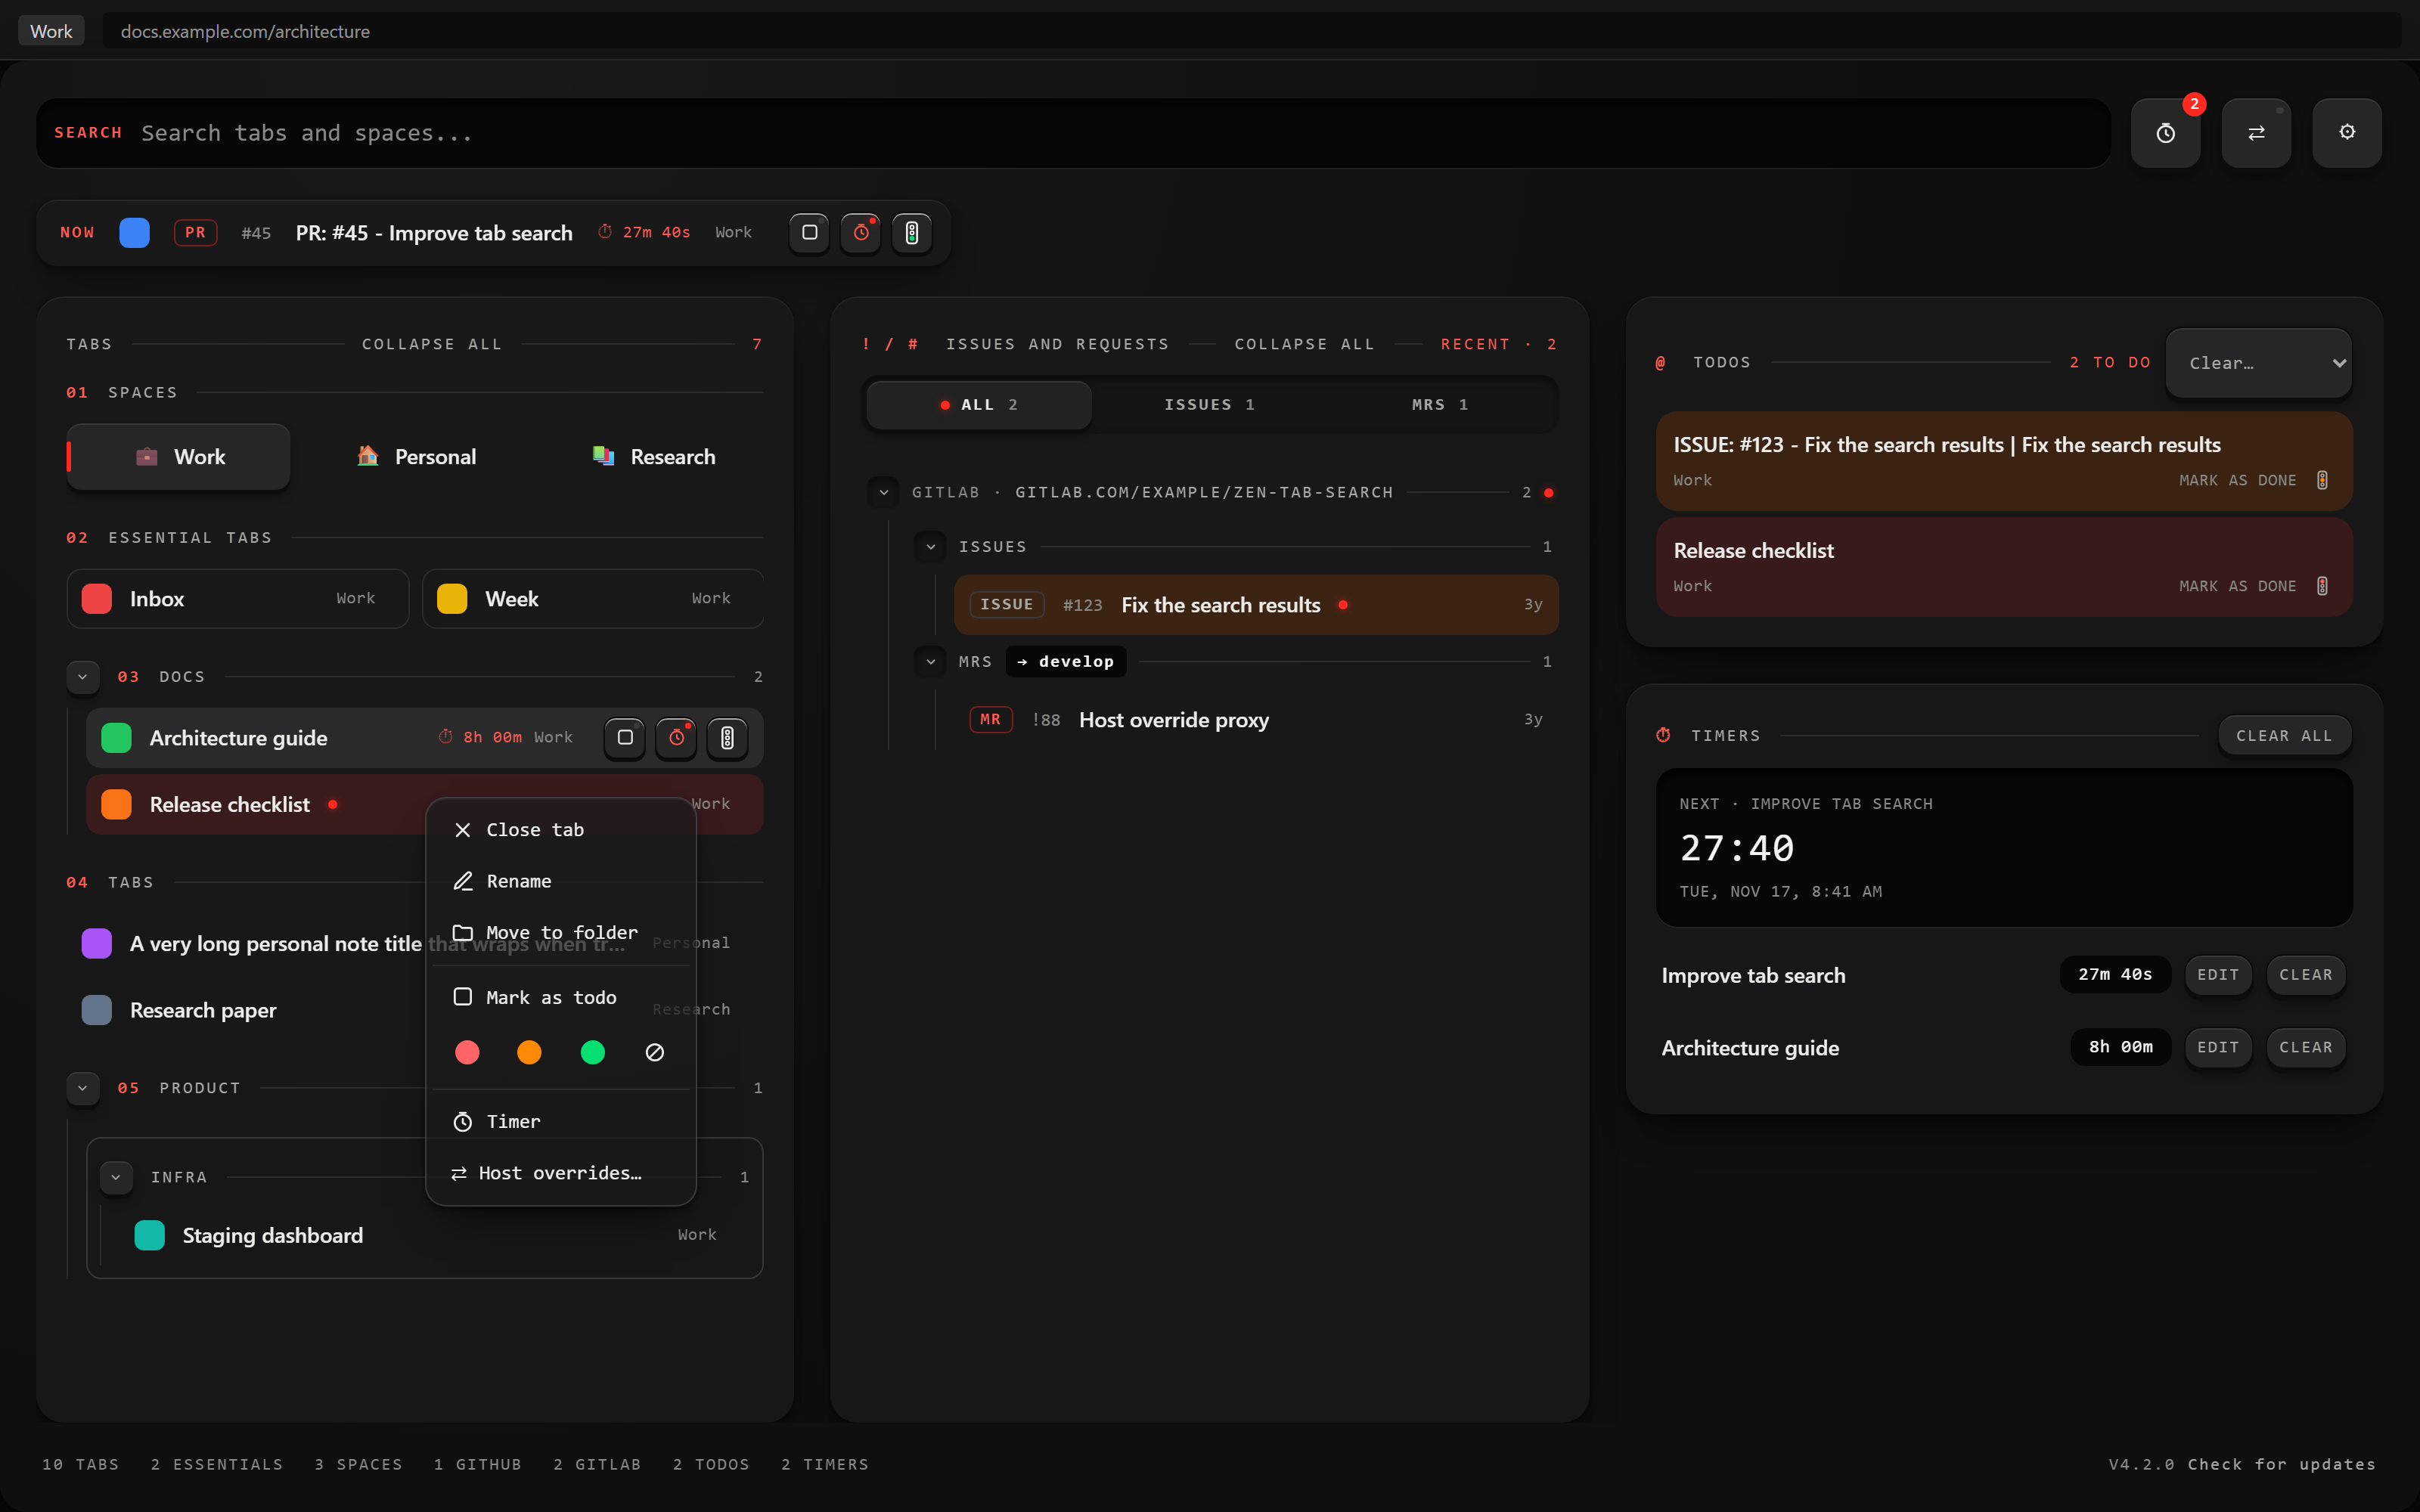 Work docs.example.com/architecture
SEARCH Search tabs and spaces...
2
NOW PR #45 PR: #45 - Improve tab search 27m 40s Work
TABS COLLAPSE ALL 7
01 SPACES
Work Personal Research
02 ESSENTIAL TABS
Inbox Work Week Work
03 DOCS 2
Architecture guide 8h 00m Work
Release checklist Work
04 TABS
A very long personal note title that wraps when tr... Personal
Research paper Research
05 PRODUCT 1
INFRA 1
Staging dashboard Work
Close tab
Rename
Move to folder
Mark as todo
Timer
Host overrides…
! / # ISSUES AND REQUESTS COLLAPSE ALL RECENT · 2
ALL 2 ISSUES 1 MRS 1
GITLAB · GITLAB.COM/EXAMPLE/ZEN-TAB-SEARCH 2
ISSUES 1
ISSUE #123 Fix the search results 3y
MRS → develop 1
MR !88 Host override proxy 3y
@ TODOS 2 TO DO Clear…
ISSUE: #123 - Fix the search results | Fix the search results
Work MARK AS DONE
Release checklist
Work MARK AS DONE
TIMERS CLEAR ALL
NEXT · IMPROVE TAB SEARCH
27:40
TUE, NOV 17, 8:41 AM
Improve tab search 27m 40s EDIT CLEAR
Architecture guide 8h 00m EDIT CLEAR
10 TABS 2 ESSENTIALS 3 SPACES 1 GITHUB 2 GITLAB 2 TODOS 2 TIMERS
V4.2.0 Check for updates